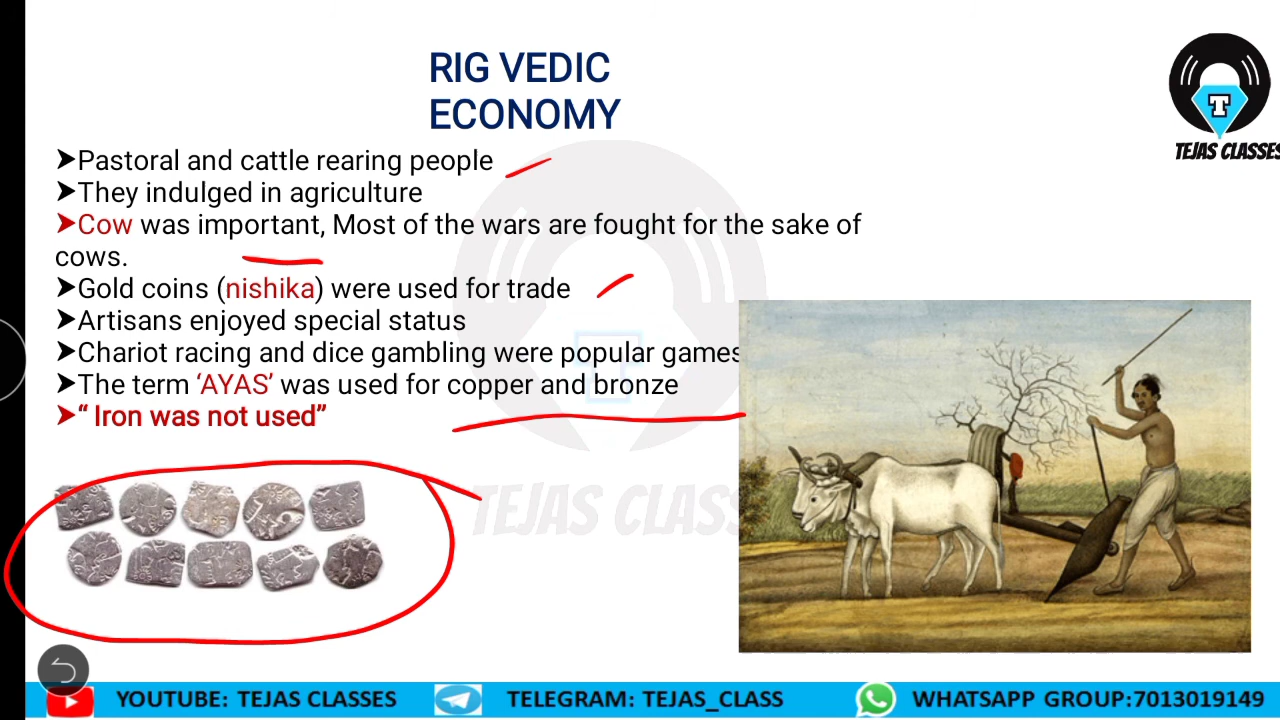 RIG VEDIC
ECONOMY
T
TEJAS CLASSES
➤Pastoral and cattle rearing people
➤They indulged in agriculture
➤Cow was important, Most of the wars are fought for the sake of
cows.
➤Gold coins (nishika) were used for trade
➤Artisans enjoyed special status
➤Chariot racing and dice gambling were popular games
➤The term ‘AYAS’ was used for copper and bronze
➤“ Iron was not used”
TEJAS CLASS
YOUTUBE: TEJAS CLASSES TELEGRAM: TEJAS_CLASS WHATSAPP GROUP:7013019149